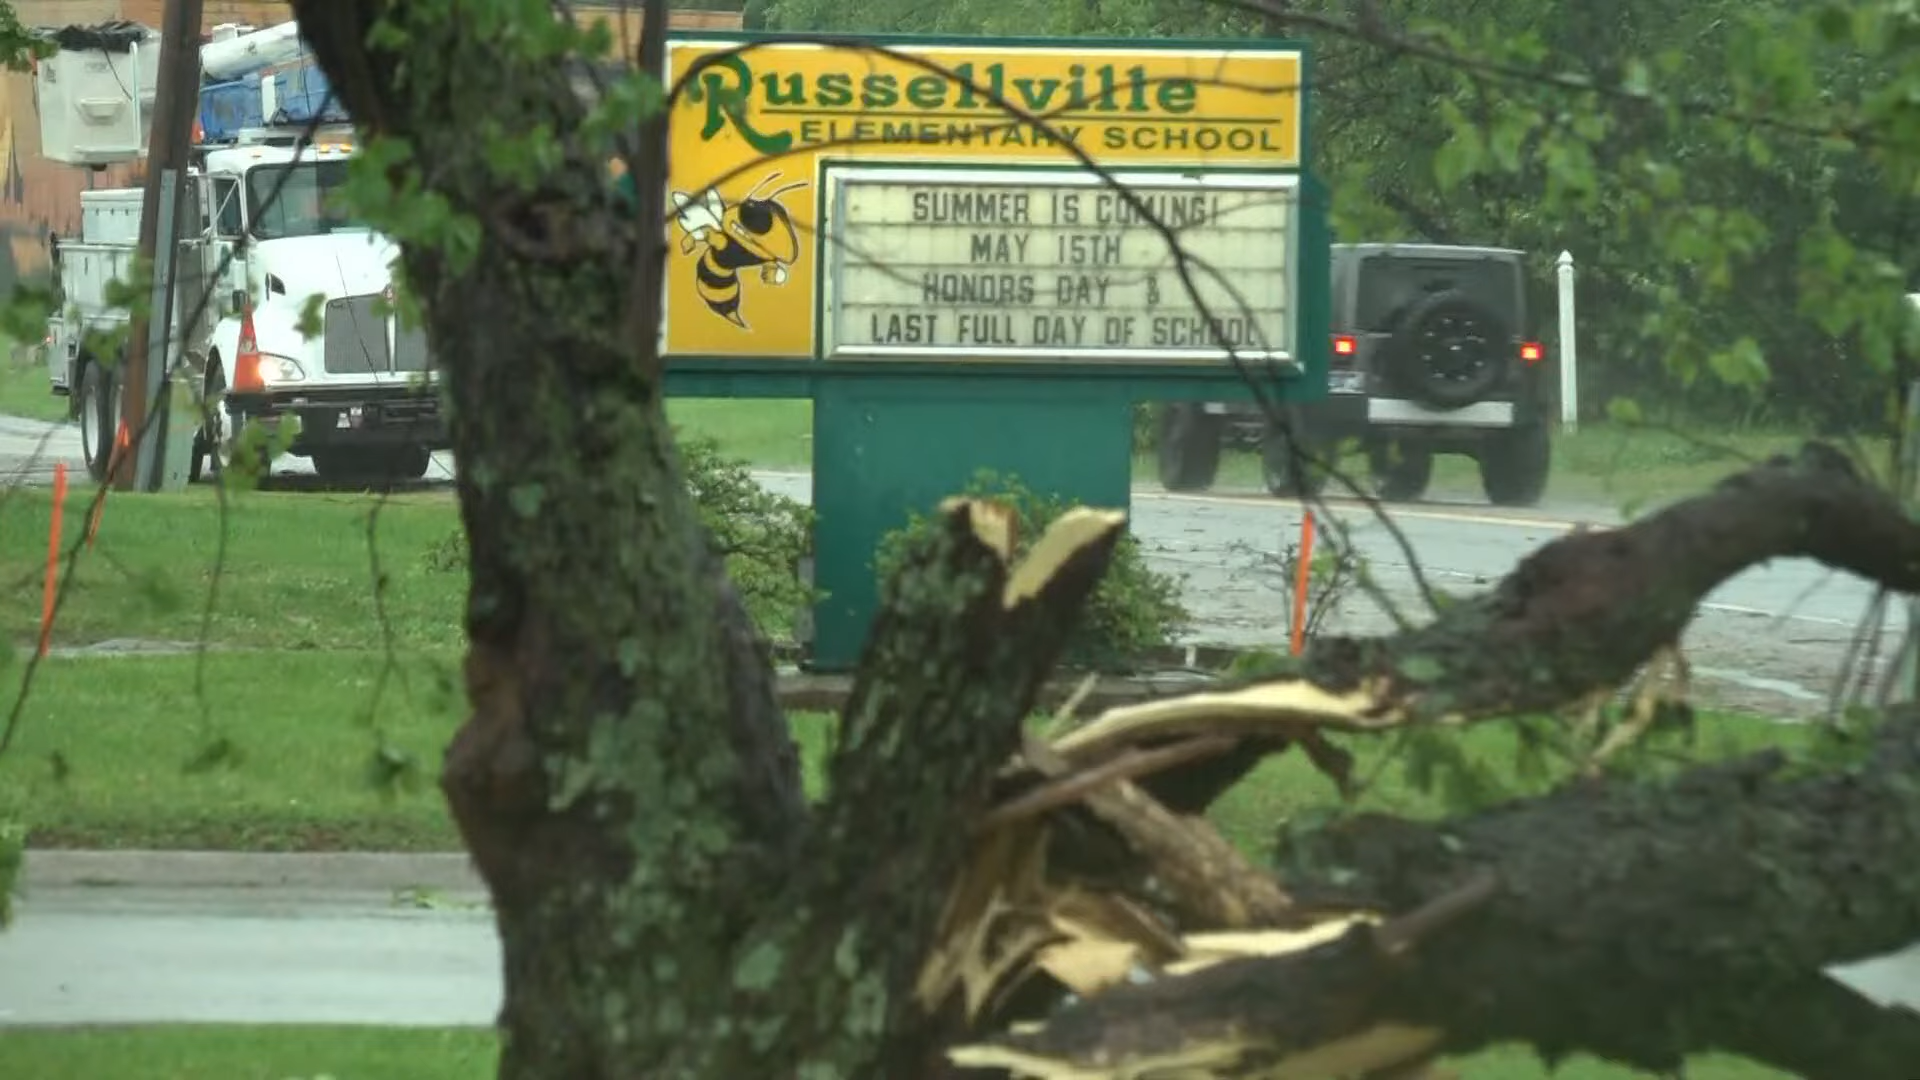 Russellville
ELEMENTARY SCHOOL
SUMMER IS COMING!
MAY 15TH
HONORS DAY &
LAST FULL DAY OF SCHOOL